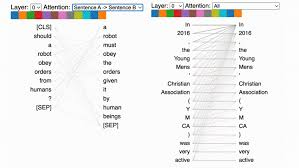 Layer: 0 Attention: Sentence A -> Sentence B
[CLS] a
should robot
a must
robot obey
obey the
the orders
orders given
from it
humans by
? human
[SEP] beings
[SEP]
Layer: 0 Attention: All
In In
2016 2016
, ,
the the
Young Young
Mens Mens
' '
Christian Christian
Association Association
( (
Y Y
M M
CA CA
) )
was was
very very
active active